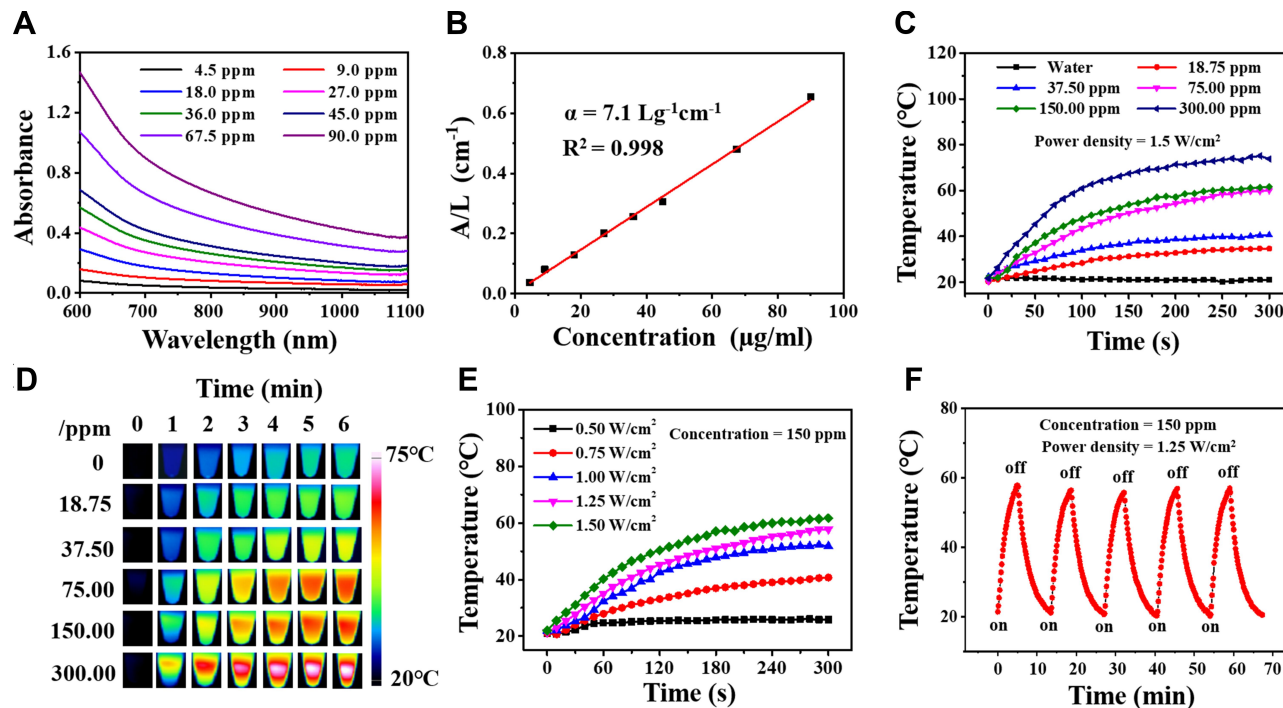 A
1.6
1.2
0.8
0.4
0.0
Absorbance
4.5 ppm
9.0 ppm
18.0 ppm
27.0 ppm
36.0 ppm
45.0 ppm
67.5 ppm
90.0 ppm
600
700
800
900
1000
1100
Wavelength (nm)
B
0.8
0.6
0.4
0.2
0.0
A/L (cm⁻¹)
α = 7.1 Lg⁻¹cm⁻¹
R² = 0.998
0
20
40
60
80
100
Concentration (μg/ml)
C
120
100
80
60
40
20
Temperature (℃)
Water
18.75 ppm
37.50 ppm
75.00 ppm
150.00 ppm
300.00 ppm
Power density = 1.5 W/cm²
0
50
100
150
200
250
300
Time (s)
D
Time (min)
/ppm
0
1
2
3
4
5
6
0
18.75
37.50
75.00
150.00
300.00
75℃
20℃
E
100
80
60
40
20
Temperature (℃)
0.50 W/cm²
0.75 W/cm²
1.00 W/cm²
1.25 W/cm²
1.50 W/cm²
Concentration = 150 ppm
0
60
120
180
240
300
Time (s)
F
80
60
40
20
Temperature (℃)
Concentration = 150 ppm
Power density = 1.25 W/cm²
off
off
off
off
off
on
on
on
on
on
0
10
20
30
40
50
60
70
Time (min)